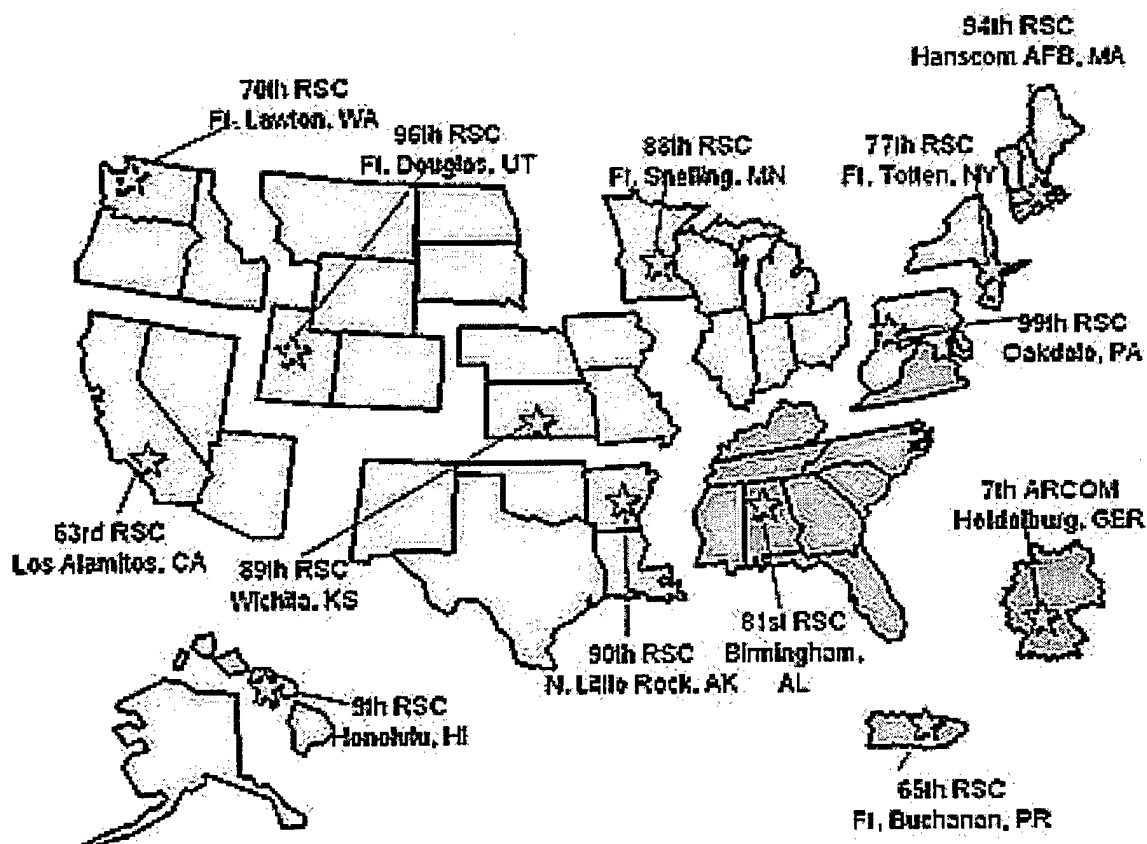 94th RSC
Hanscom AFB, MA
70th RSC
Ft. Lawton, WA
96th RSC
Ft. Douglas, UT
88th RSC
Ft. Snelling, MN
77th RSC
Ft. Totten, NY
99th RSC
Oakdale, PA
63rd RSC
Los Alamitos, CA
89th RSC
Wichita, KS
90th RSC
N. Little Rock, AK
81st RSC
Birmingham,
AL
7th ARCOM
Heidelburg, GER
9th RSC
Honolulu, HI
65th RSC
Ft. Buchanan, PR